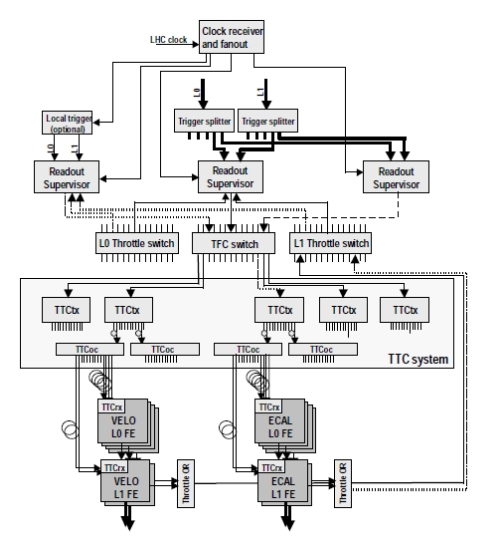 Clock receiver
and fanout
LHC clock
L0
L1
Local trigger
(optional)
Trigger splitter
Trigger splitter
L0
L1
Readout
Supervisor
Readout
Supervisor
Readout
Supervisor
L0 Throttle switch
TFC switch
L1 Throttle switch
TTCtx
TTCtx
TTCtx
TTCtx
TTCtx
TTCoc
TTCoc
TTCoc
TTCoc
TTC system
TTCrx
VELO
L0 FE
TTCrx
ECAL
L0 FE
TTCrx
VELO
L1 FE
Throttle OR
TTCrx
ECAL
L1 FE
Throttle OR